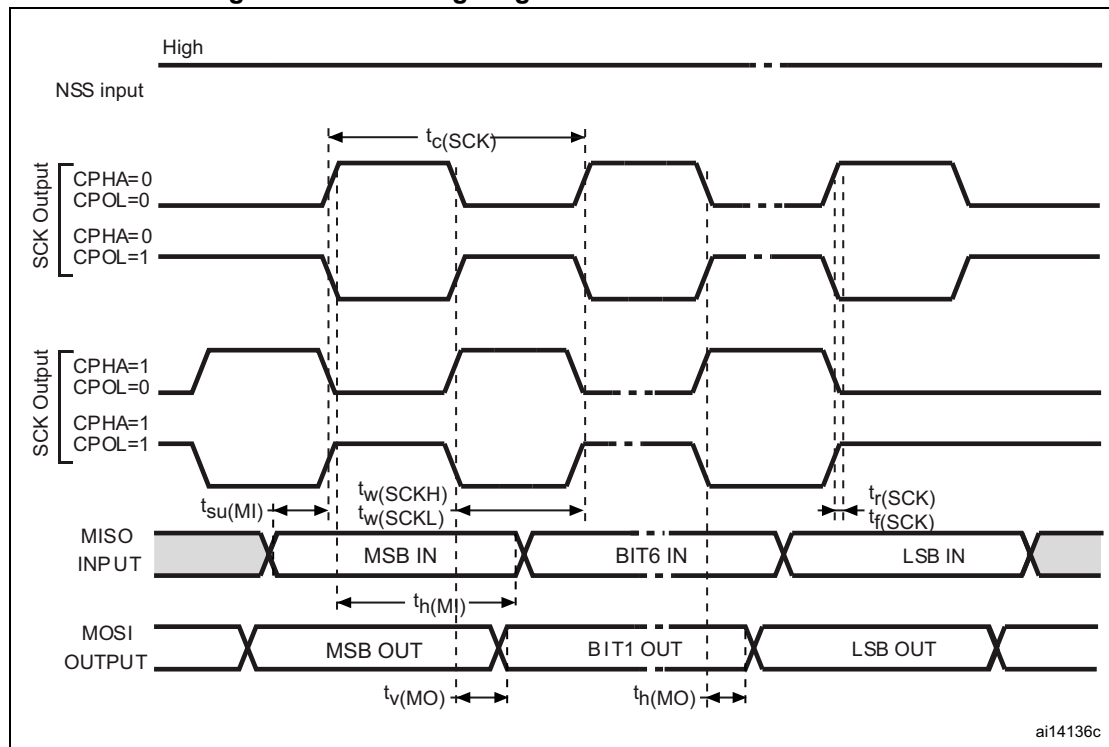 High
NSS input
tc(SCK)
SCK Output
CPHA=0
CPOL=0
CPHA=0
CPOL=1
SCK Output
CPHA=1
CPOL=0
CPHA=1
CPOL=1
tsu(MI)
tw(SCKH)
tw(SCKL)
tr(SCK)
tf(SCK)
MISO
INPUT
MSB IN
BIT6 IN
LSB IN
th(MI)
MOSI
OUTPUT
MSB OUT
BIT1 OUT
LSB OUT
tv(MO)
th(MO)
ai14136c